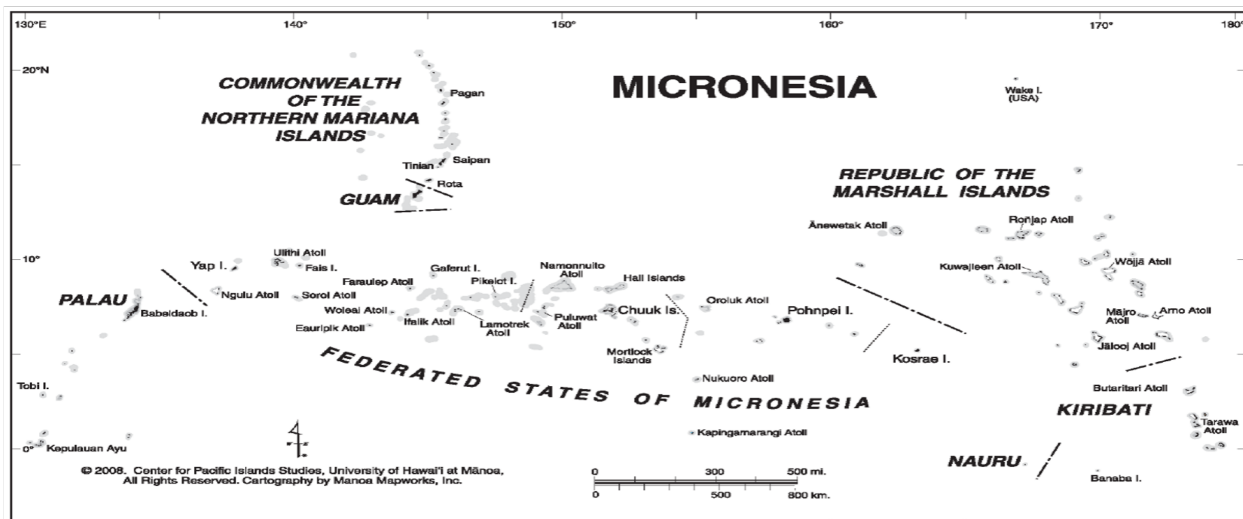 130°E
140°
150°
160°
170°
180°
20°N
10°
0°
MICRONESIA
COMMONWEALTH
OF THE
NORTHERN MARIANA
ISLANDS
Pagan
Saipan
Tinian
Rota
GUAM
Wake I.
(USA)
REPUBLIC OF THE
MARSHALL ISLANDS
Ānewetak Atoll
Roñjap Atoll
Kuwajleen Atoll
Wōjjā Atoll
Mājro
Atoll
Arno Atoll
Jālooj Atoll
Butaritari Atoll
KIRIBATI
Tarawa
Atoll
NAURU
Banaba I.
Yap I.
Ulithi Atoll
Fais I.
Ngulu Atoll
Sorol Atoll
PALAU
Babeldaob I.
Tobi I.
Kepulauan Ayu
Faraulep Atoll
Gaferut I.
Woleai Atoll
Eauripik Atoll
Ifalik Atoll
Pikelot I.
Lamotrek
Atoll
Namonnuito
Atoll
Puluwat
Atoll
Hall Islands
Chuuk Is.
Mortlock
Islands
Oroluk Atoll
Pohnpei I.
Kosrae I.
Nukuoro Atoll
Kapingamarangi Atoll
FEDERATED STATES OF MICRONESIA
© 2008. Center for Pacific Islands Studies, University of Hawai'i at Mānoa,
All Rights Reserved. Cartography by Manoa Mapworks, Inc.
0 300 500 mi.
0 500 800 km.